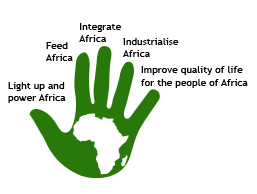 Integrate
Africa
Feed
Africa
Industrialise
Africa
Improve quality of life
for the people of Africa
Light up and
power Africa